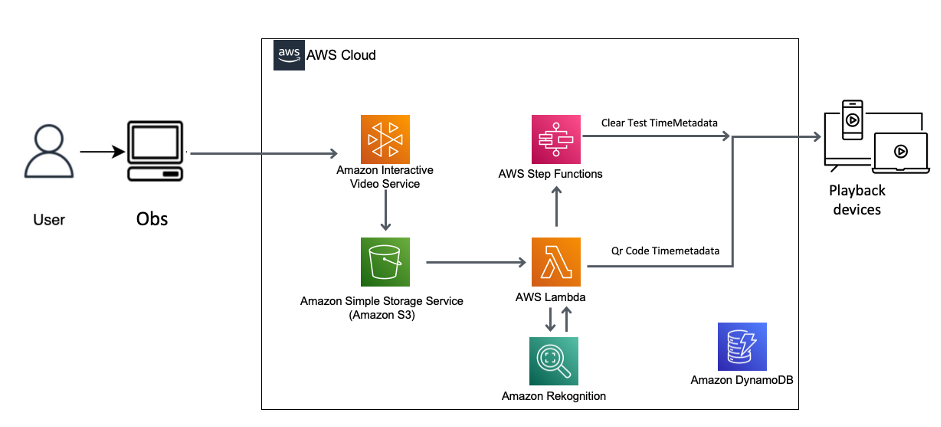 aws
AWS Cloud
User
Obs
Amazon Interactive
Video Service
Amazon Simple Storage Service
(Amazon S3)
AWS Step Functions
Clear Test TimeMetadata
AWS Lambda
Qr Code Timemetadata
Amazon Rekognition
Amazon DynamoDB
Playback
devices